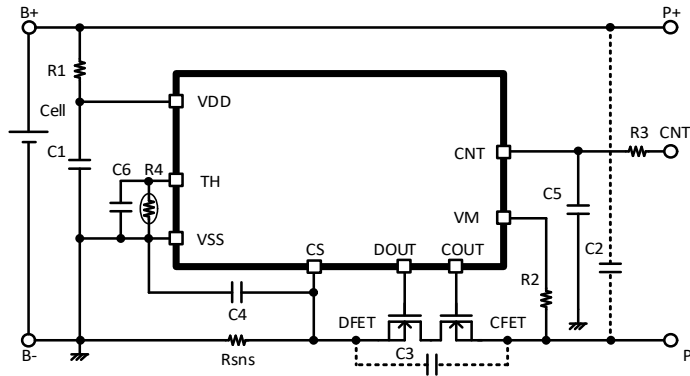 B+
P+
R1
Cell
VDD
C1
C6
R4
TH
VSS
CNT
VM
R3
CNT
C5
C2
R2
CS
DOUT
COUT
C4
DFET
CFET
C3
Rsns
B-
P